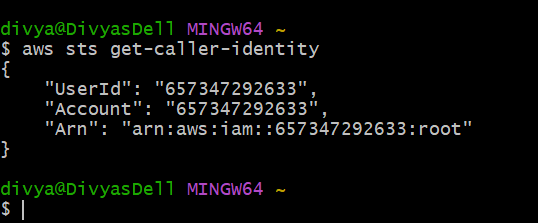 divya@DivyasDell MINGW64 ~
$ aws sts get-caller-identity
{
    "UserId": "657347292633",
    "Account": "657347292633",
    "Arn": "arn:aws:iam::657347292633:root"
}
divya@DivyasDell MINGW64 ~
$